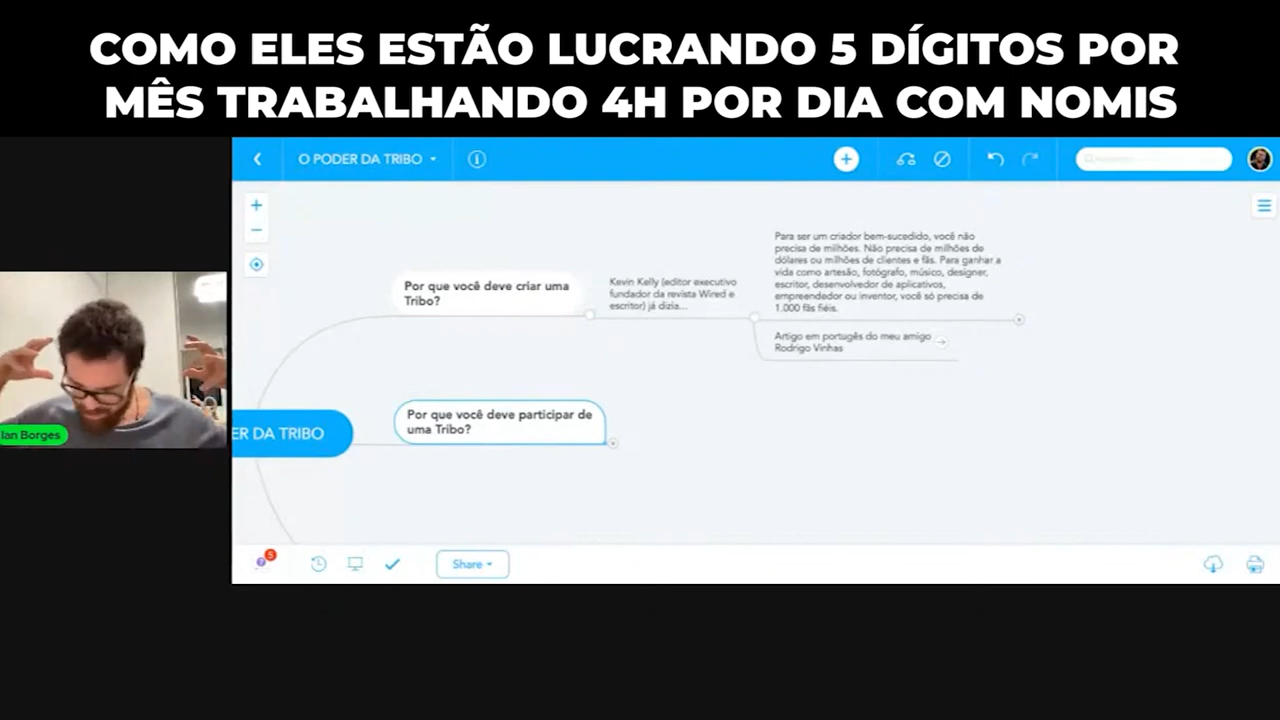 COMO ELES ESTÃO LUCRANDO 5 DÍGITOS POR
MÊS TRABALHANDO 4H POR DIA COM NOMIS
O PODER DA TRIBO
Por que você deve criar uma
Tribo?
Kevin Kelly (editor executivo
fundador da revista Wired e
escritor) já dizia...
Para ser um criador bem-sucedido, você não
precisa de milhões. Não precisa de milhões de
dólares ou milhões de clientes e fãs. Para ganhar a
vida como artesão, fotógrafo, músico, designer,
escritor, desenvolvedor de aplicativos,
empreendedor ou inventor, você só precisa de
1.000 fãs fiéis.
Artigo em portugês do meu amigo
Rodrigo Vinhas
Por que você deve participar de
uma Tribo?
ER DA TRIBO
Ian Borges
5
Share